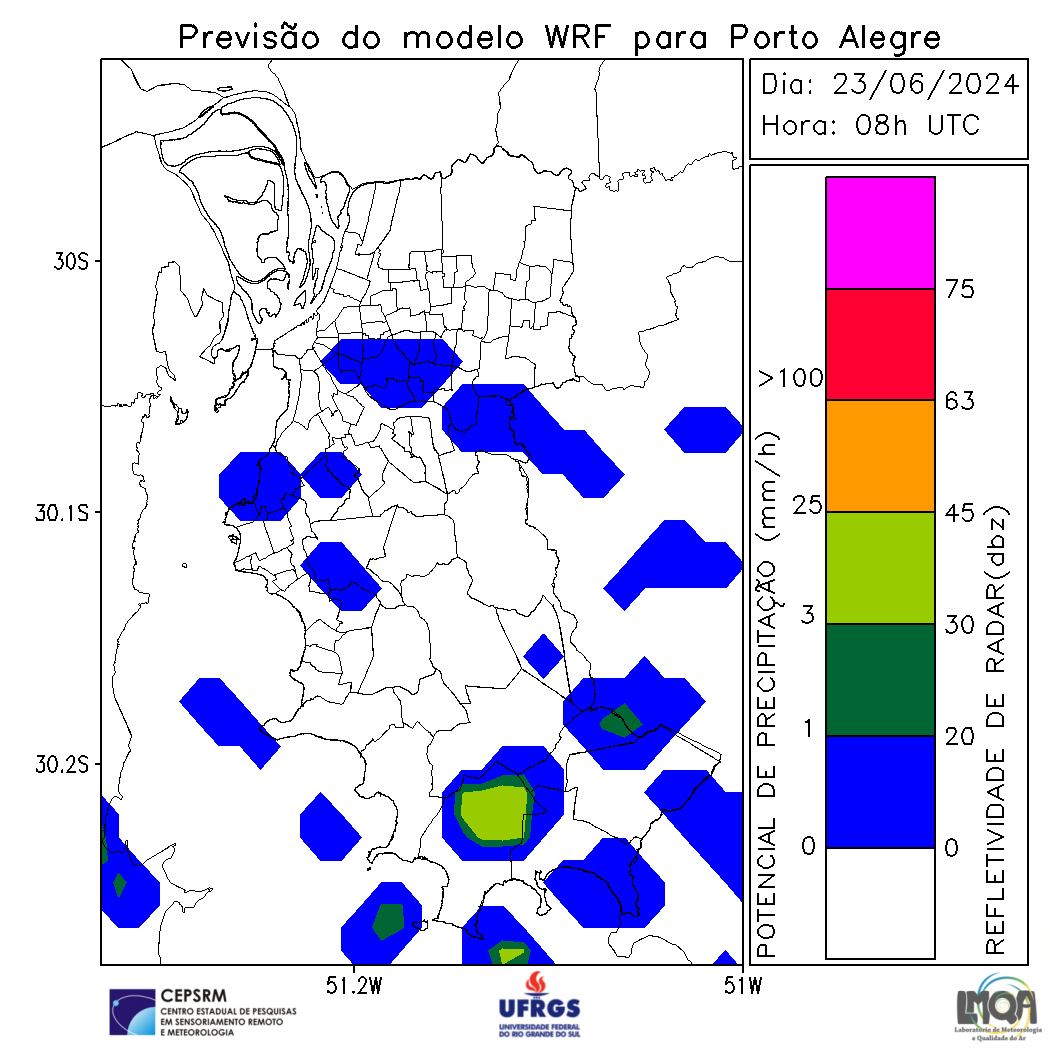 Previsão do modelo WRF para Porto Alegre
Dia: 23/06/2024
Hora: 08h UTC
30S
30.1S
30.2S
51.2W
51W
75
>100
63
25
45
3
30
1
20
0
0
POTENCIAL DE PRECIPITAÇÃO (mm/h)
REFLETIVIDADE DE RADAR(dbz)
CEPSRM
CENTRO ESTADUAL DE PESQUISAS
EM SENSORIAMENTO REMOTO
E METEOROLOGIA
UFRGS
UNIVERSIDADE FEDERAL
DO RIO GRANDE DO SUL
LMQA
Laboratório de Meteorologia
e Qualidade do Ar